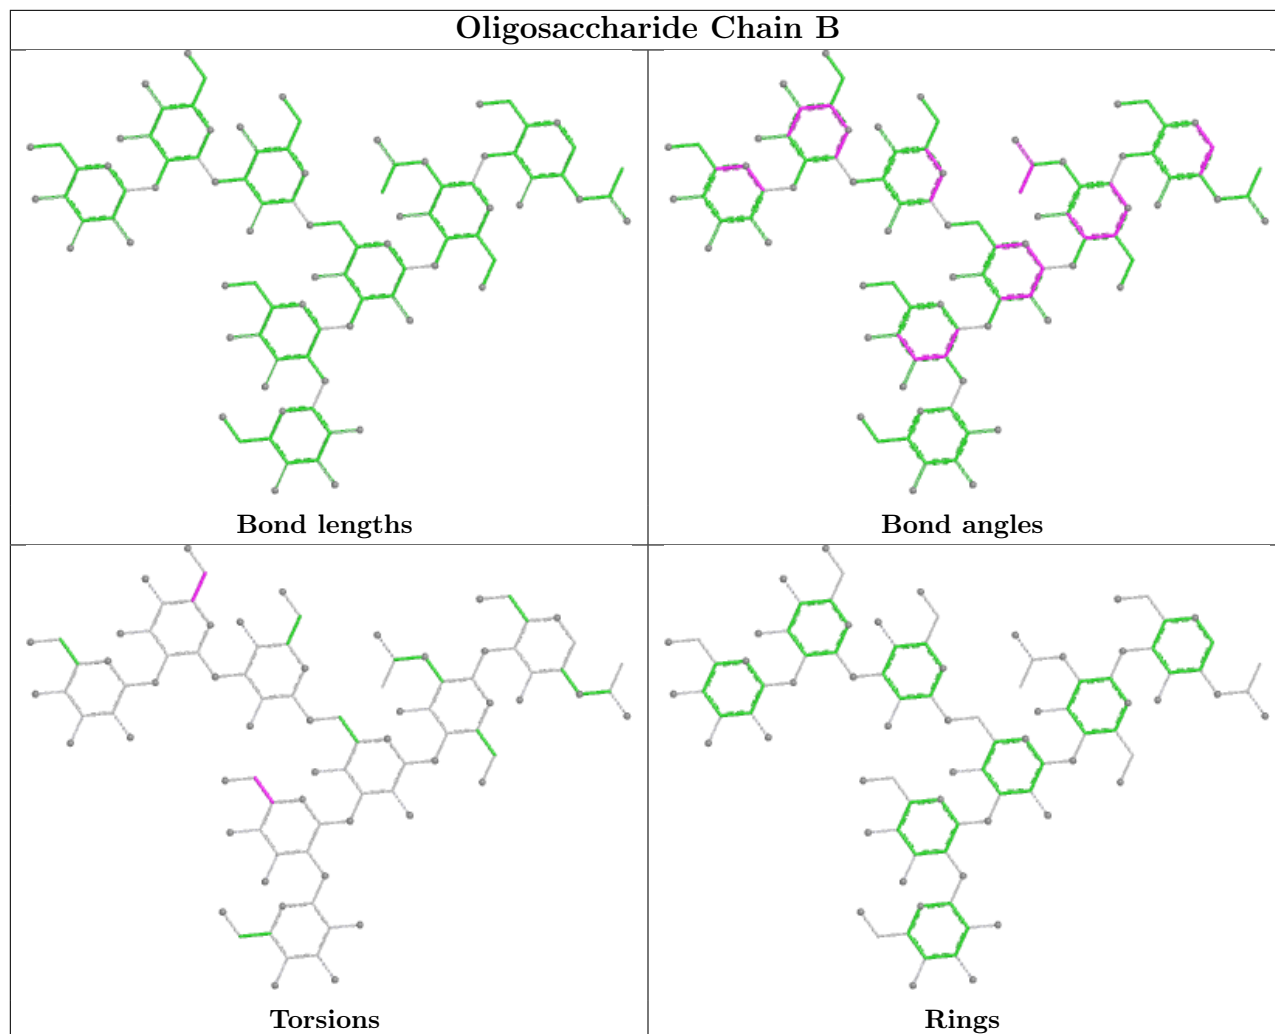 Oligosaccharide Chain B
Bond lengths
Bond angles
Torsions
Rings